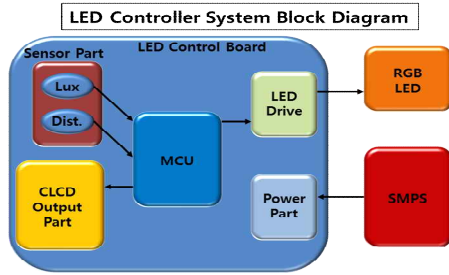 LED Controller System Block Diagram
LED Control Board
Sensor Part
Lux
Dist.
MCU
LED
Drive
RGB
LED
CLCD
Output
Part
Power
Part
SMPS